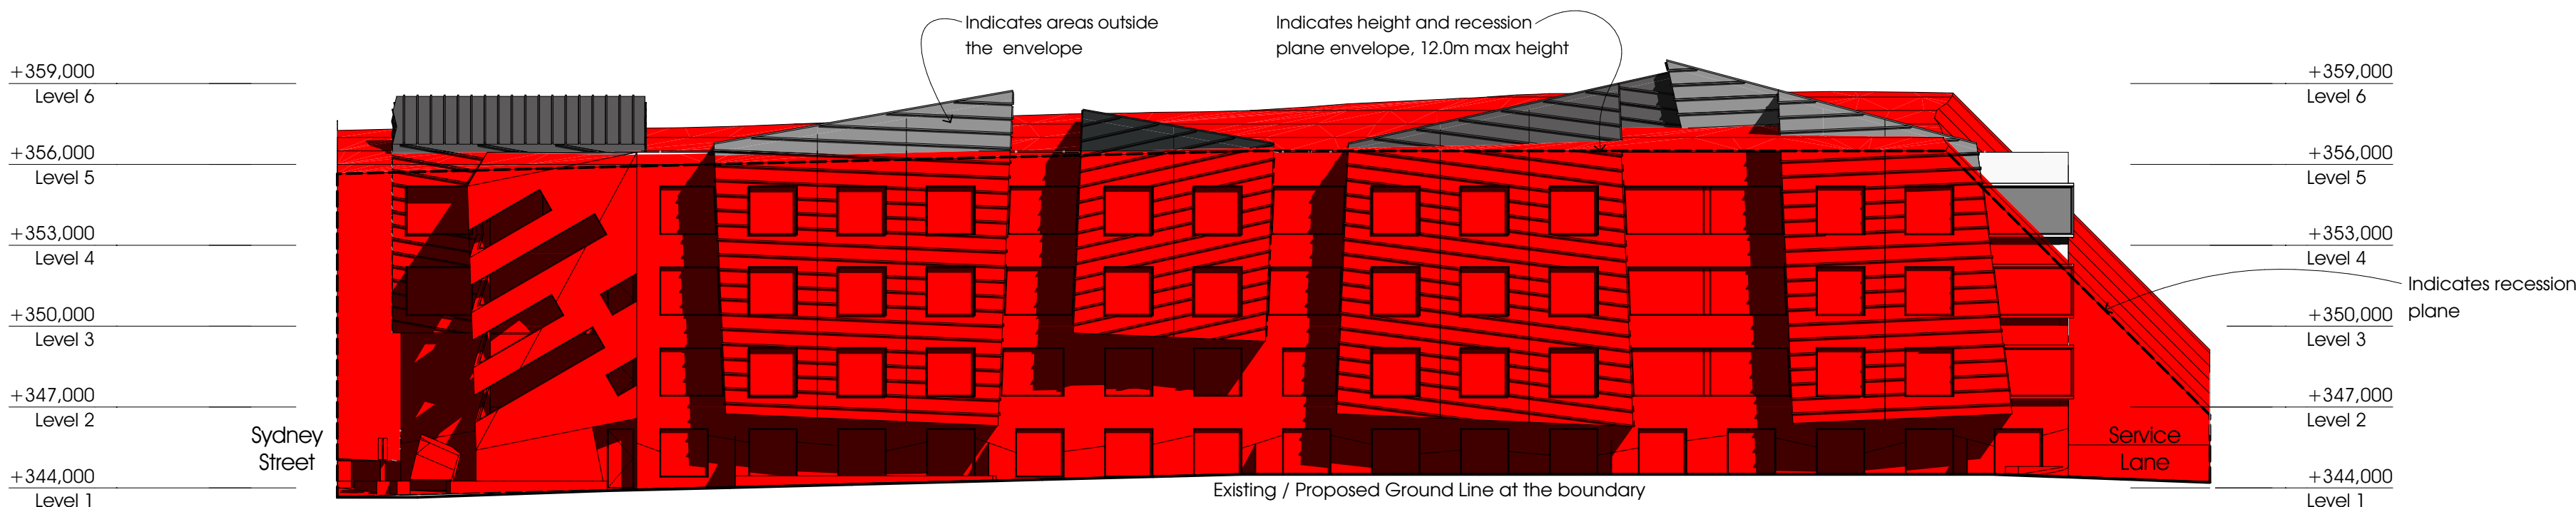 Indicates areas outside
the envelope
Indicates height and recession
plane envelope, 12.0m max height
+359,000
Level 6
+356,000
Level 5
+353,000
Level 4
+350,000
Level 3
+347,000
Level 2
+344,000
Level 1
Sydney
Street
Existing / Proposed Ground Line at the boundary
Service
Lane
Indicates recession
plane
+359,000
Level 6
+356,000
Level 5
+353,000
Level 4
+350,000
Level 3
+347,000
Level 2
+344,000
Level 1